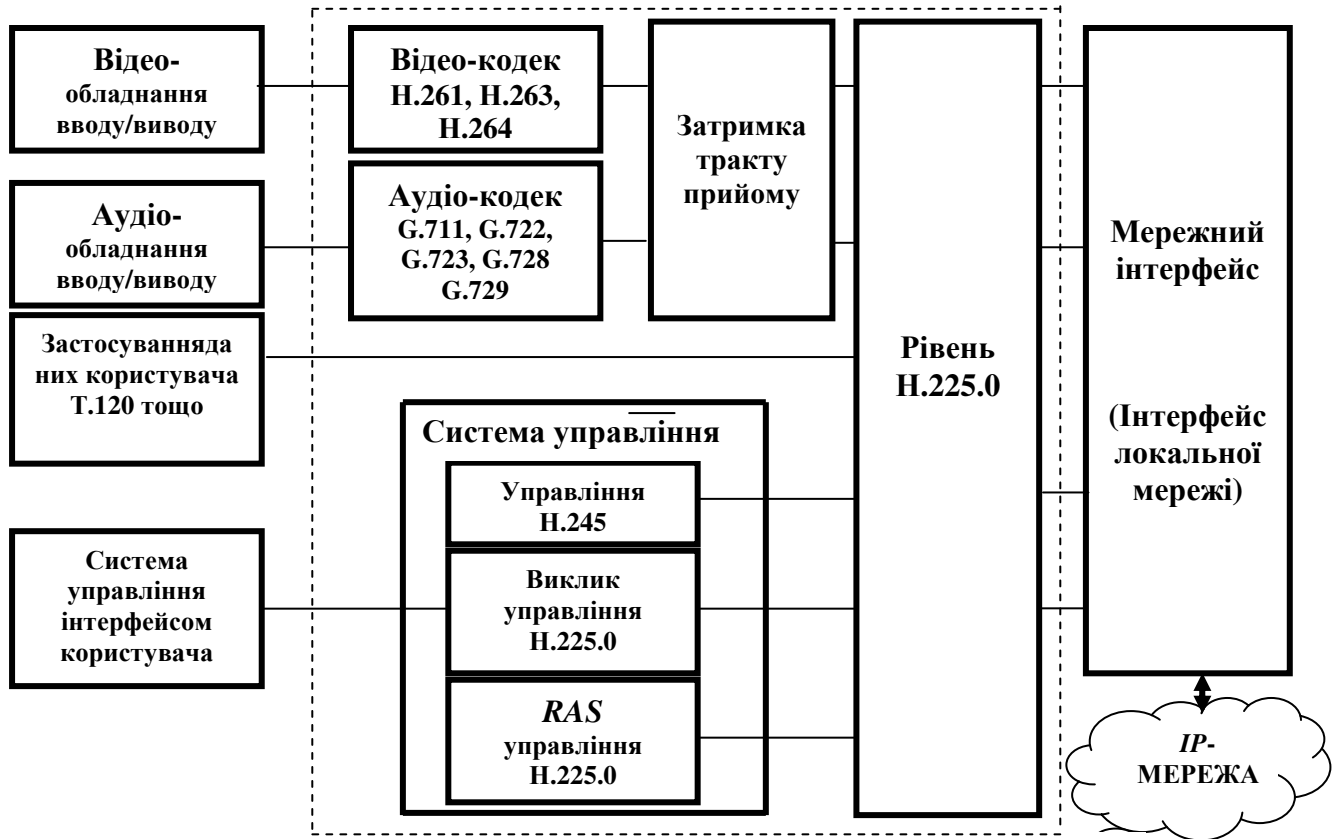 Відео-
обладнання
вводу/виводу
Відео-кодек
H.261, H.263,
H.264
Затримка
тракту
прийому
Аудіо-
обладнання
вводу/виводу
Аудіо-кодек
G.711, G.722,
G.723, G.728
G.729
Застосуванняда
них користувача
Т.120 тощо
Система управління
Управління
H.245
Виклик
управління
H.225.0
RAS
управління
H.225.0
Система
управління
інтерфейсом
користувача
Рівень
H.225.0
Мережний
інтерфейс
(Інтерфейс
локальної
мережі)
IP-
МЕРЕЖА